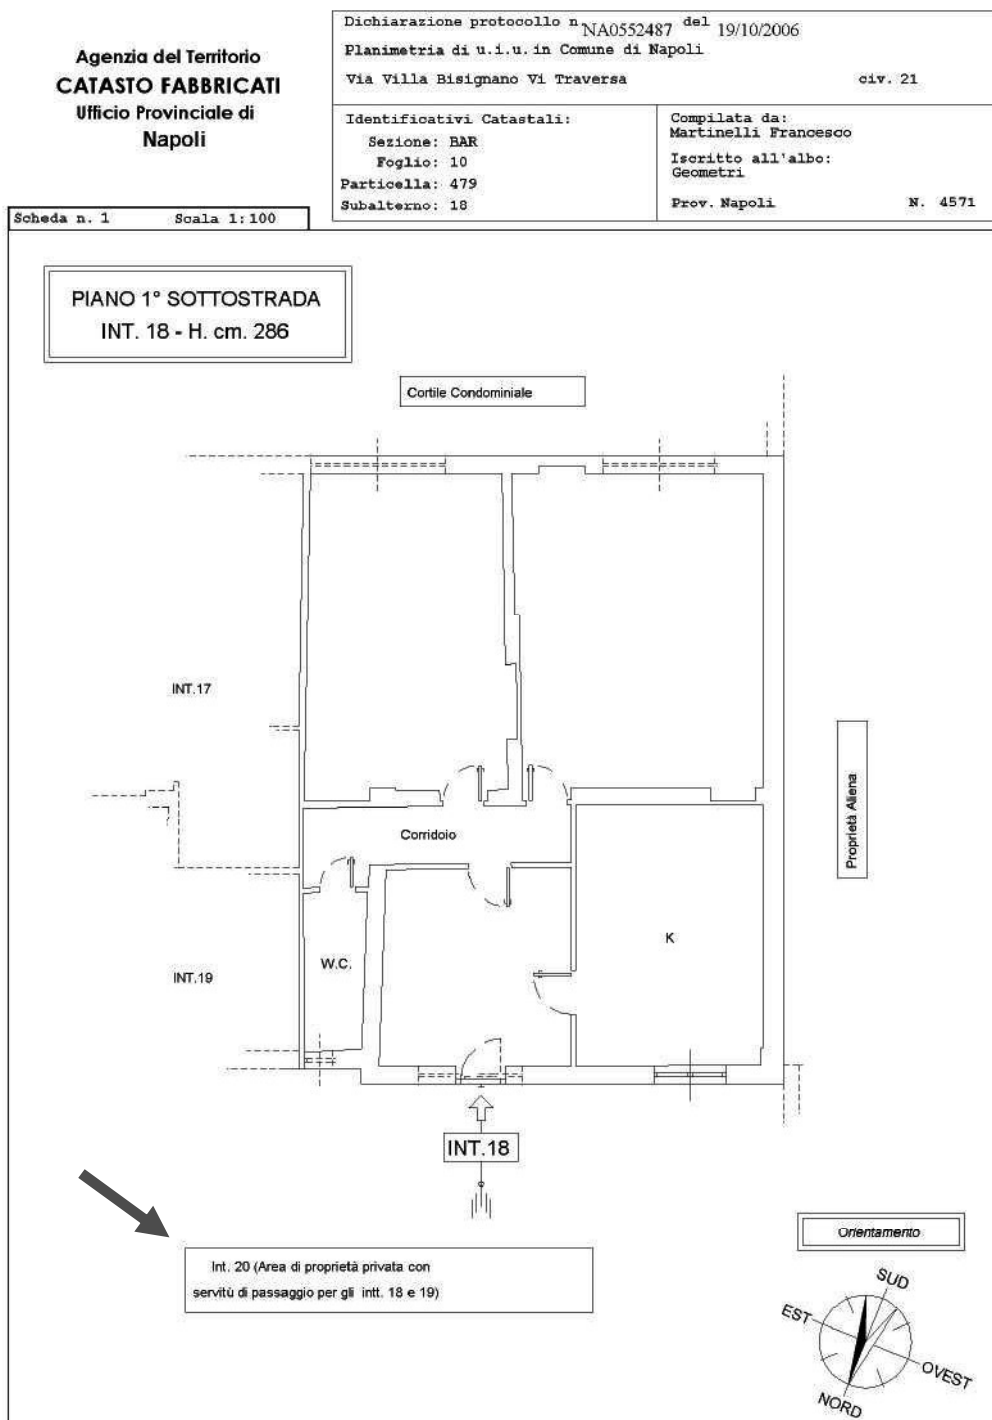 Agenzia del Territorio
CATASTO FABBRICATI
Ufficio Provinciale di
Napoli
Dichiarazione protocollo n. NA0552487 del 19/10/2006
Planimetria di u.i.u. in Comune di Napoli
Via Villa Bisignano Vi Traversa civ. 21
Identificativi Catastali:
Sezione: BAR
Foglio: 10
Particella: 479
Subalterno: 18
Compilata da:
Martinelli Francesco
Iscritto all'albo:
Geometri
Prov. Napoli N. 4571
Scheda n. 1 Scala 1:100
PIANO 1° SOTTOSTRADA
INT. 18 - H. cm. 286
Cortile Condominiale
INT.17
Proprietà Aliena
Corridoio
K
W.C.
INT.19
INT.18
Int. 20 (Area di proprietà privata con
servitù di passaggio per gli intt. 18 e 19)
Orientamento
SUD
EST
OVEST
NORD